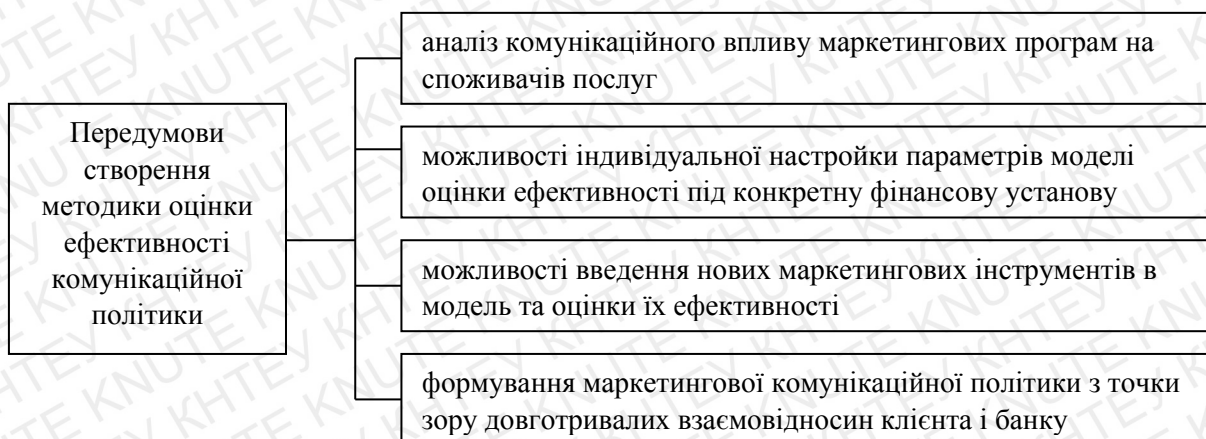 Передумови
створення
методики оцінки
ефективності
комунікаційної
політики
аналіз комунікаційного впливу маркетингових програм на
споживачів послуг
можливості індивідуальної настройки параметрів моделі
оцінки ефективності під конкретну фінансову установу
можливості введення нових маркетингових інструментів в
модель та оцінки їх ефективності
формування маркетингової комунікаційної політики з точки
зору довготривалих взаємовідносин клієнта і банку